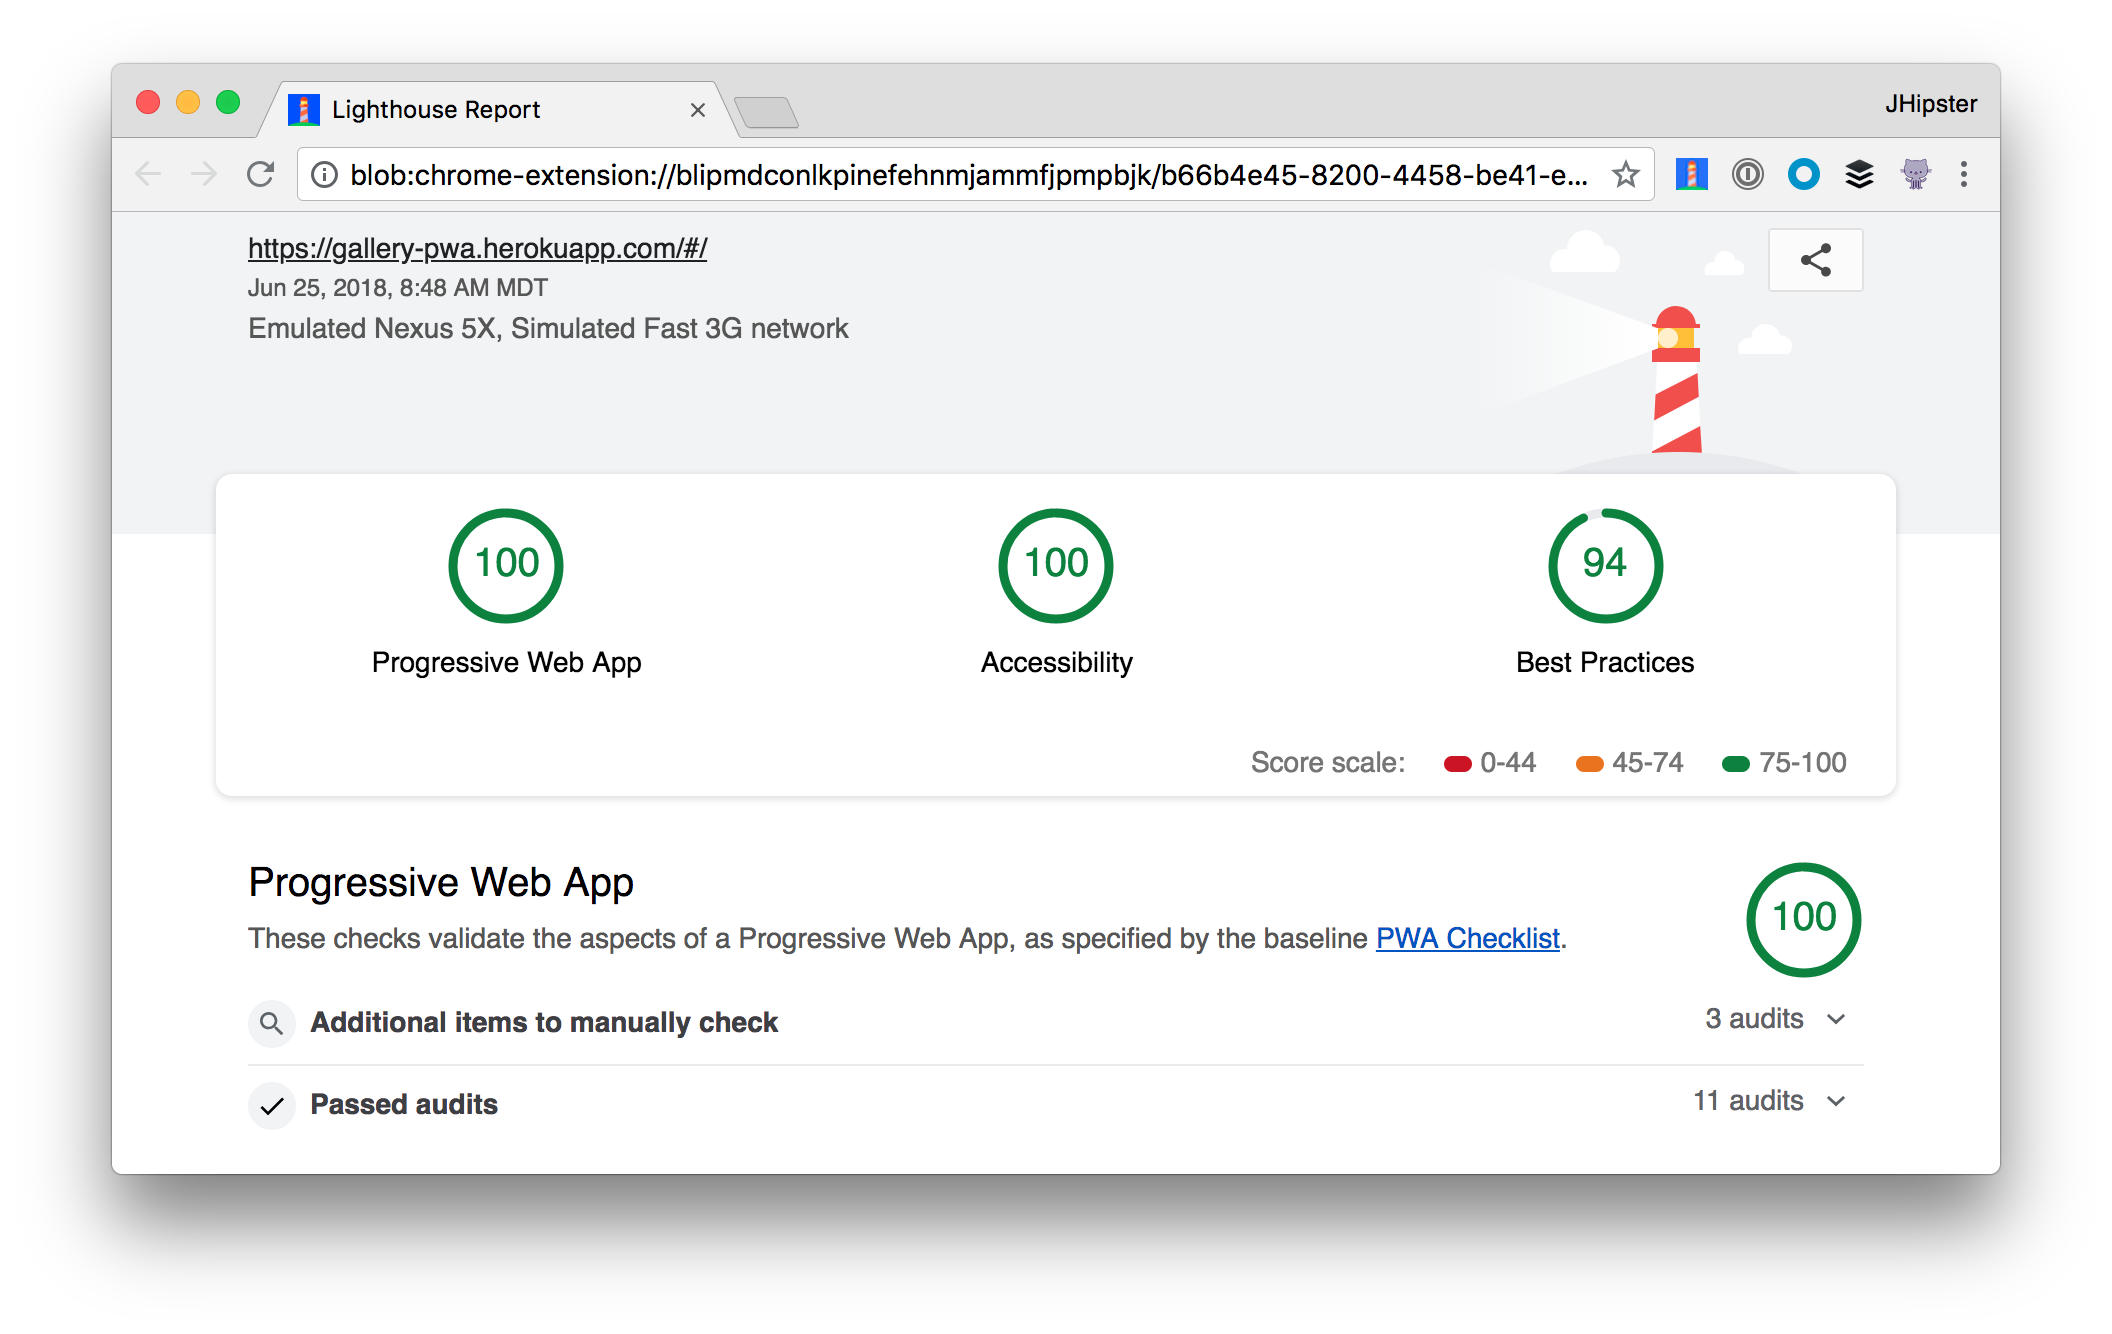 Lighthouse Report
JHipster
blob:chrome-extension://blipmdconlkpinefehnmjammfjpmpbjk/b66b4e45-8200-4458-be41-e...
https://gallery-pwa.herokuapp.com/#/
Jun 25, 2018, 8:48 AM MDT
Emulated Nexus 5X, Simulated Fast 3G network
100
100
94
Progressive Web App
Accessibility
Best Practices
Score scale: 0-44 45-74 75-100
Progressive Web App
100
These checks validate the aspects of a Progressive Web App, as specified by the baseline PWA Checklist.
Additional items to manually check
3 audits
Passed audits
11 audits